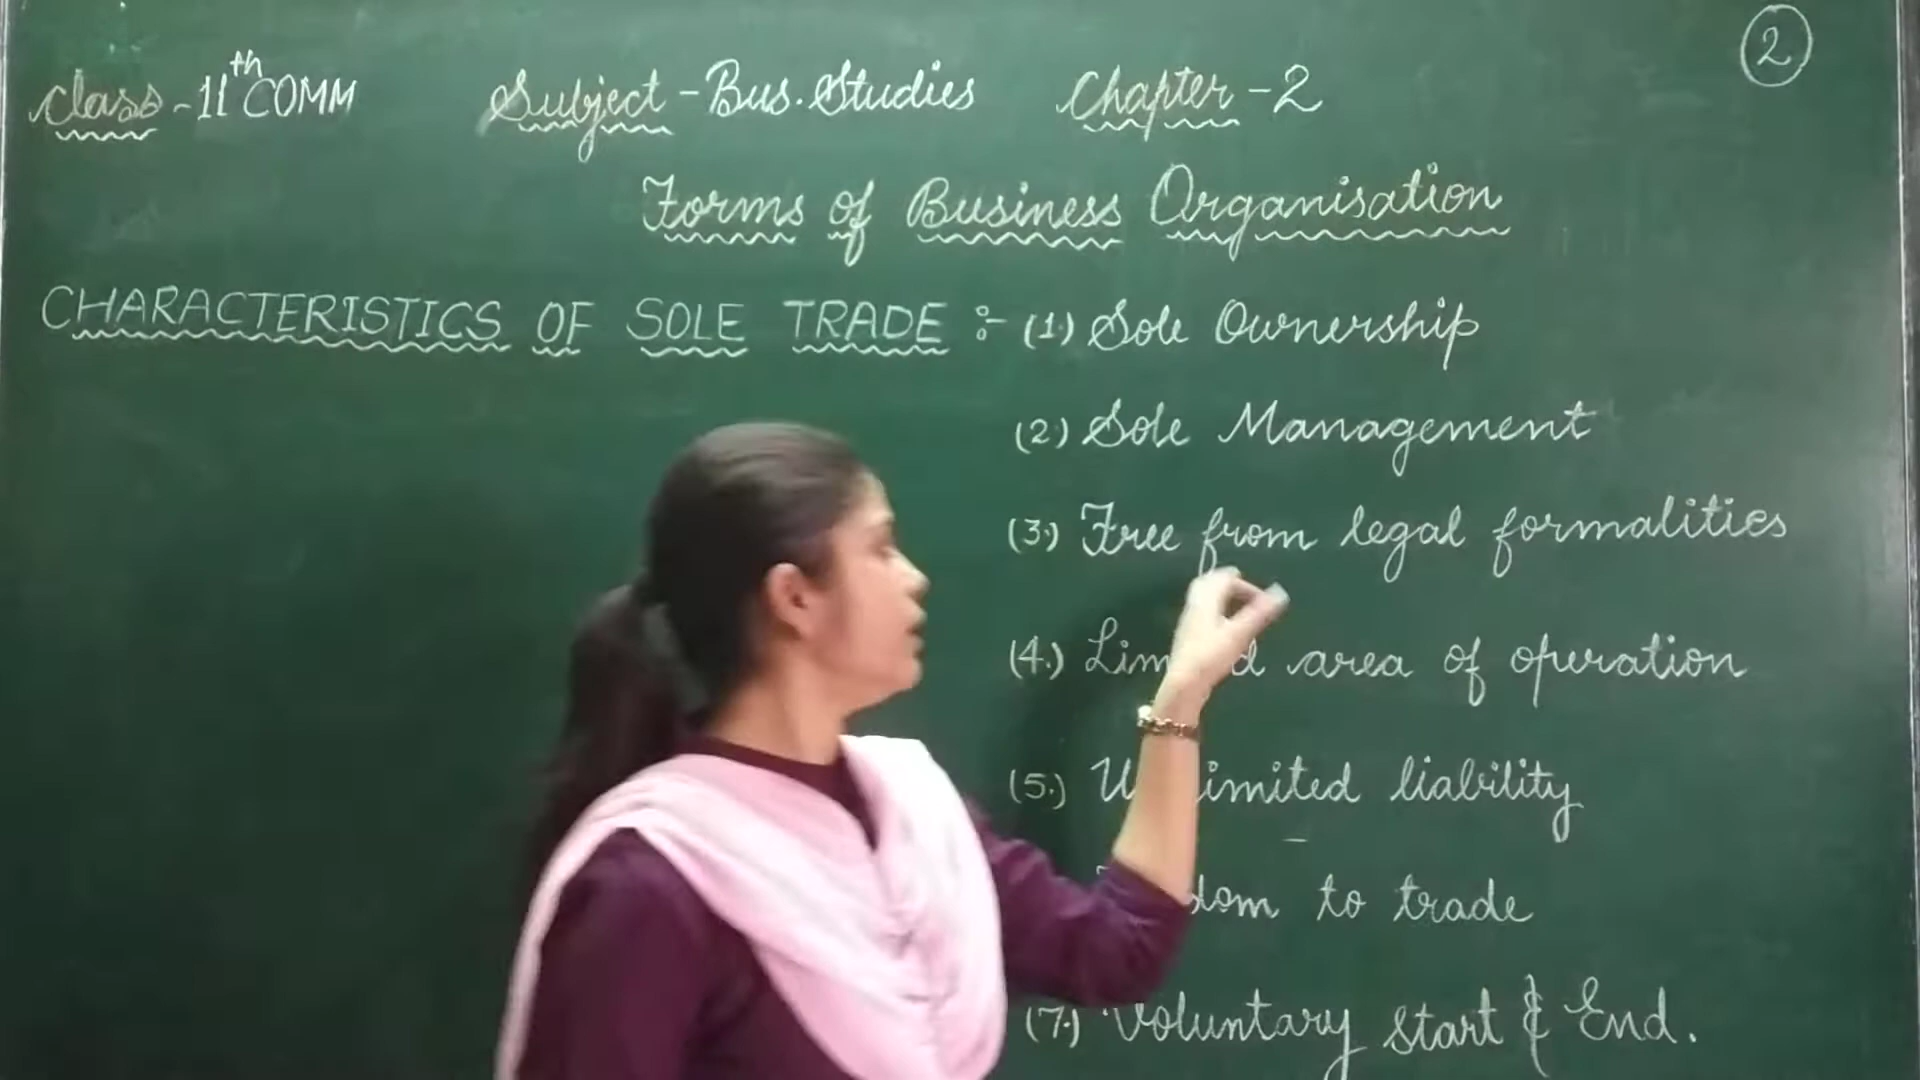 2
Class - 11th COMM Subject - Bus. Studies Chapter - 2
Forms of Business Organisation
CHARACTERISTICS OF SOLE TRADE :- (1.) Sole Ownership
(2.) Sole Management
(3.) Free from legal formalities
(4.) area of operation
(5.) liability
to trade
(7.) Voluntary start & End.